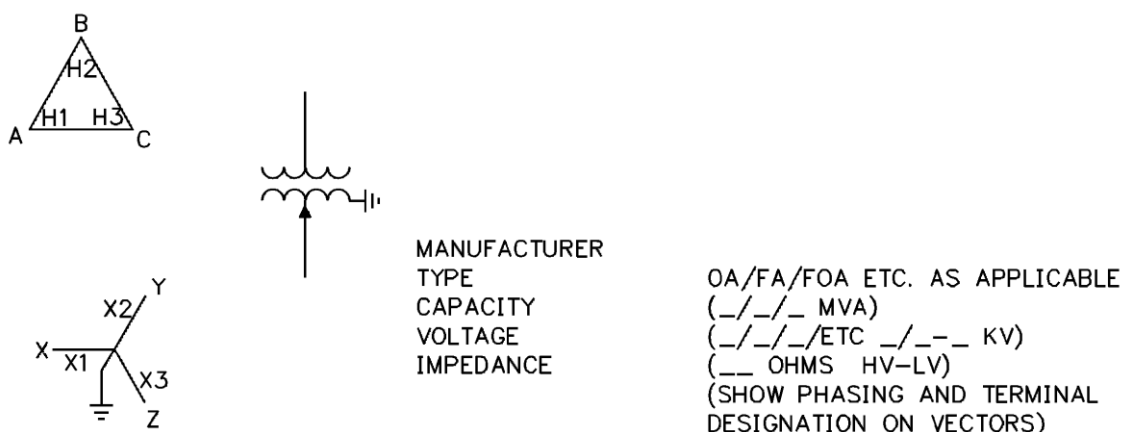 B
H2
H1 H3
A C
MANUFACTURER
TYPE OA/FA/FOA ETC. AS APPLICABLE
CAPACITY (_/_/_ MVA)
VOLTAGE (_/_/_/ETC _/_-_ KV)
IMPEDANCE (__ OHMS HV-LV)
(SHOW PHASING AND TERMINAL
DESIGNATION ON VECTORS)
Y
X2
X
X1
X3
Z